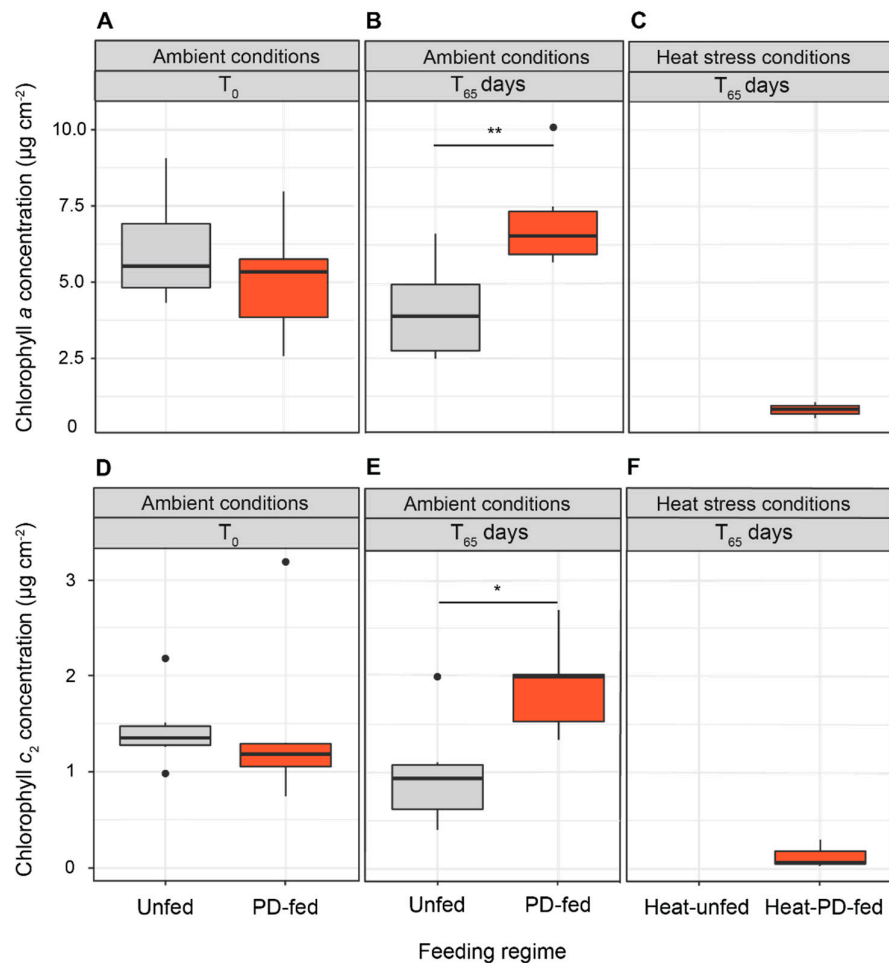 A
B
C
Ambient conditions
Ambient conditions
Heat stress conditions
T₀
T₆₅ days
T₆₅ days
Chlorophyll a concentration (µg cm⁻²)
10.0
7.5
5.0
2.5
0
**
D
E
F
Ambient conditions
Ambient conditions
Heat stress conditions
T₀
T₆₅ days
T₆₅ days
Chlorophyll c₂ concentration (µg cm⁻²)
3
2
1
0
*
Unfed
PD-fed
Unfed
PD-fed
Heat-unfed
Heat-PD-fed
Feeding regime